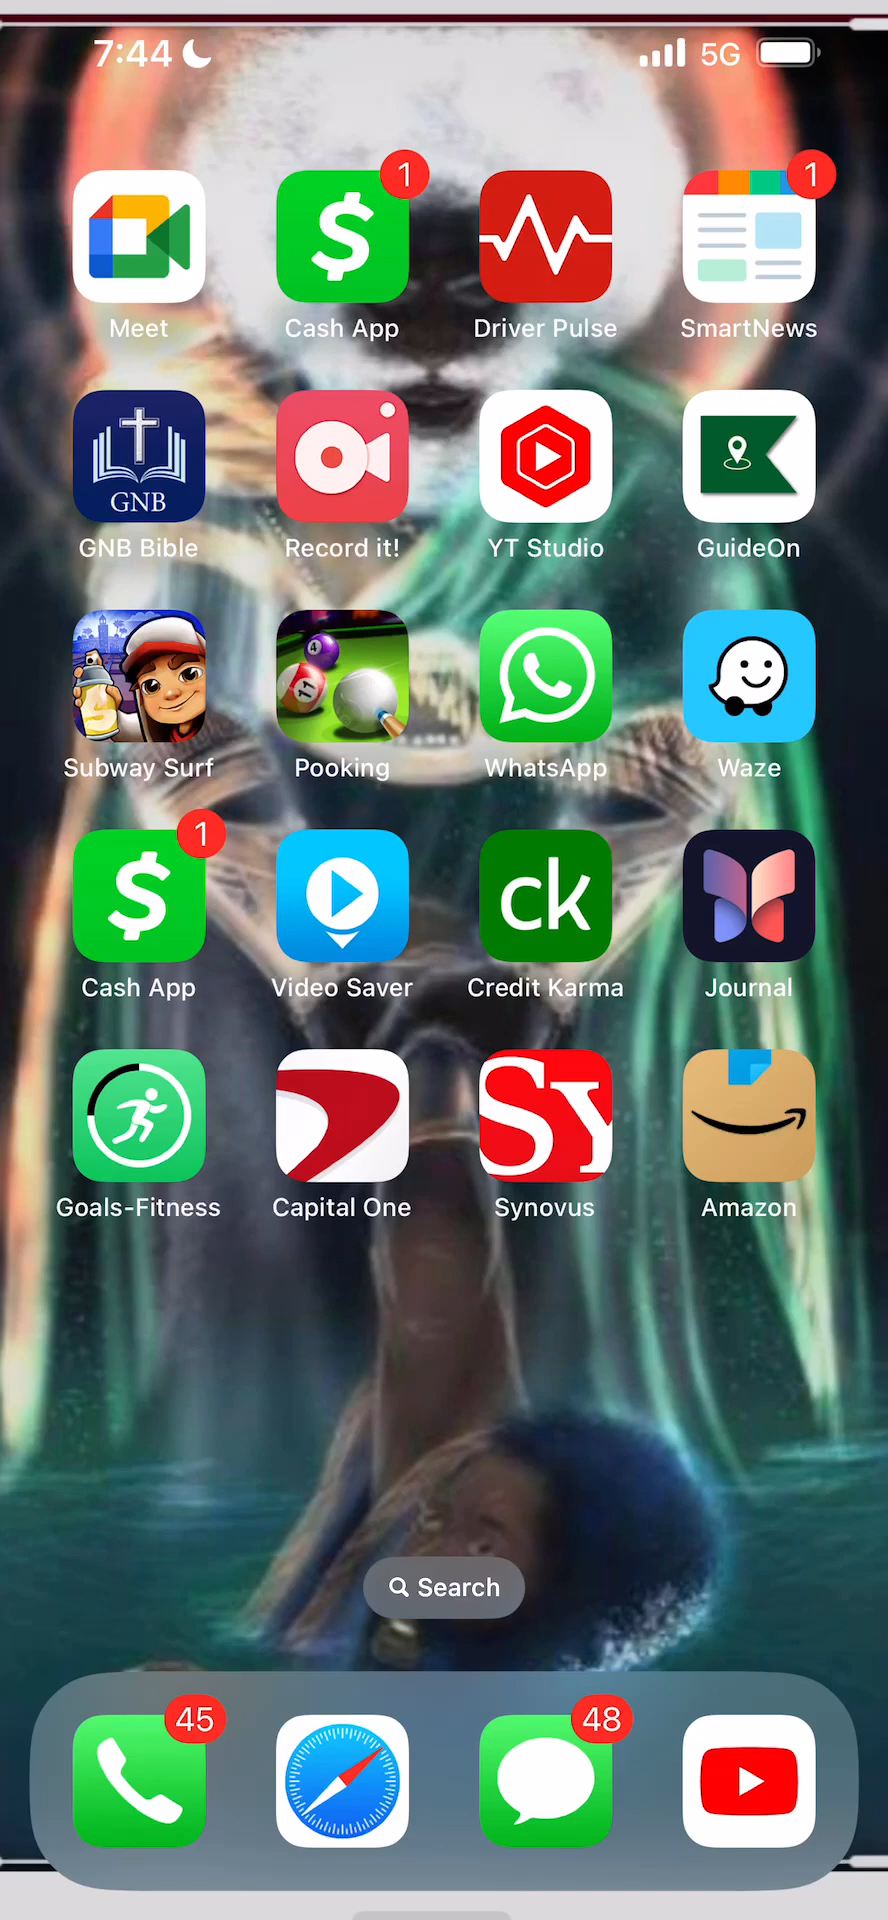 7:44 5G
1 1
Meet Cash App Driver Pulse SmartNews
GNB
GNB Bible Record it! YT Studio GuideOn
4
11
Subway Surf Pooking WhatsApp Waze
1
$ ck
Cash App Video Saver Credit Karma Journal
Sy
Goals-Fitness Capital One Synovus Amazon
Search
45 48